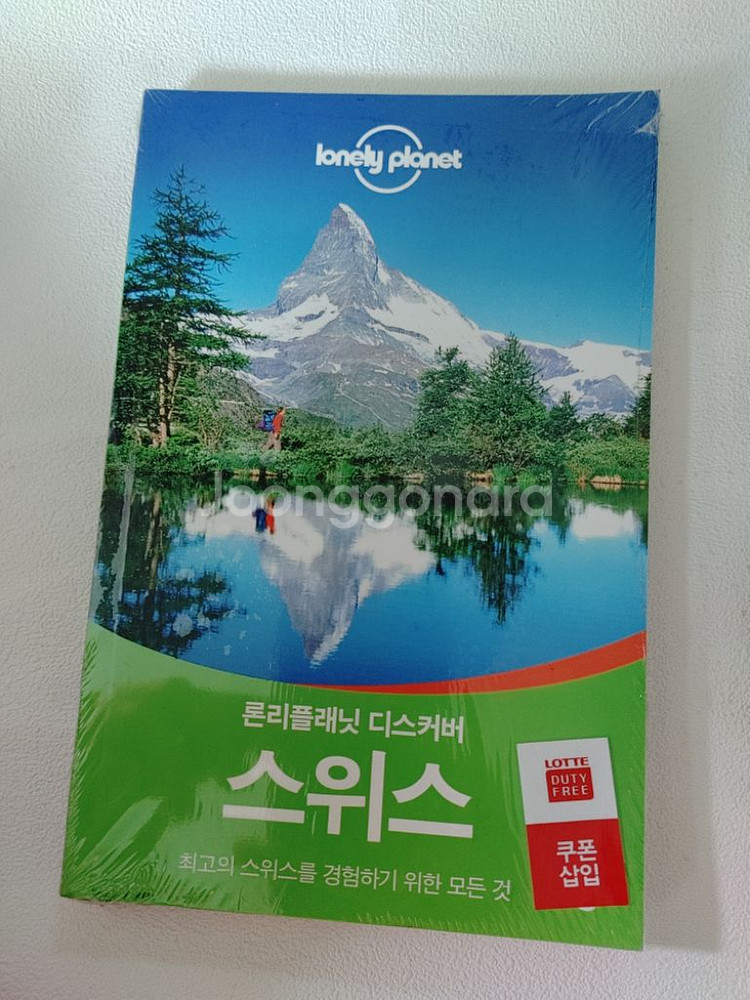 lonely planet
Joonggonara
론리플래닛 디스커버
스위스
최고의 스위스를 경험하기 위한 모든 것
LOTTE
DUTY
FREE
쿠폰
삽입